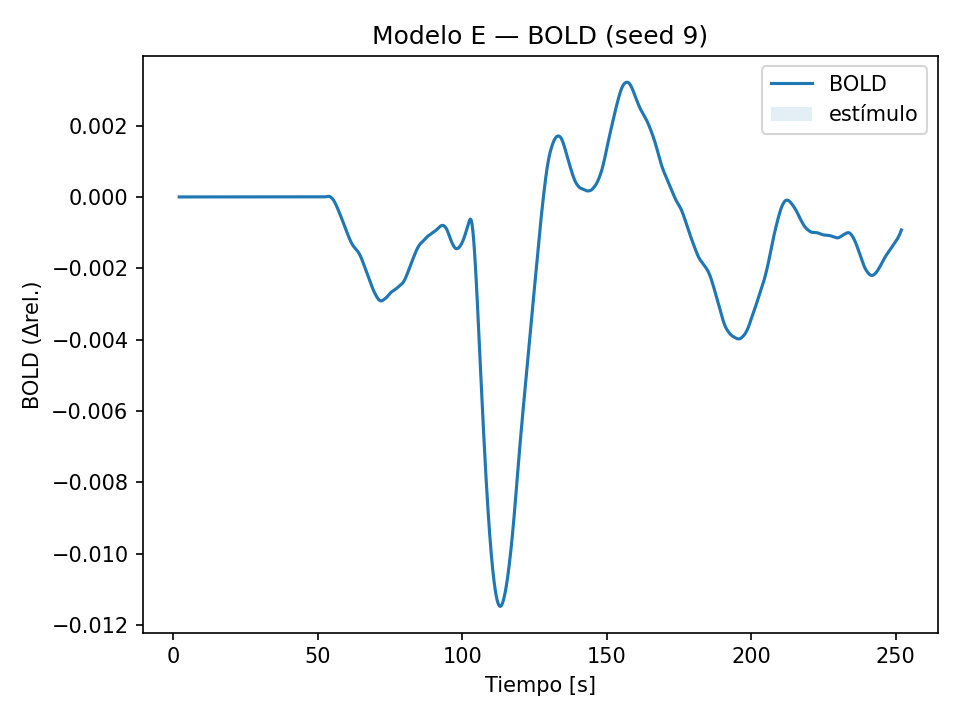 Modelo E — BOLD (seed 9)
BOLD
estímulo
0.002
0.000
−0.002
−0.004
−0.006
−0.008
−0.010
−0.012
BOLD (Δrel.)
0 50 100 150 200 250
Tiempo [s]